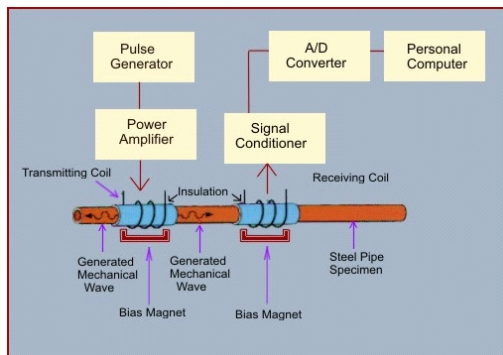 Pulse
Generator
A/D
Converter
Personal
Computer
Power
Amplifier
Signal
Conditioner
Transmitting Coil
Insulation
Receiving Coil
Generated
Mechanical
Wave
Generated
Mechanical
Wave
Steel Pipe
Specimen
Bias Magnet
Bias Magnet